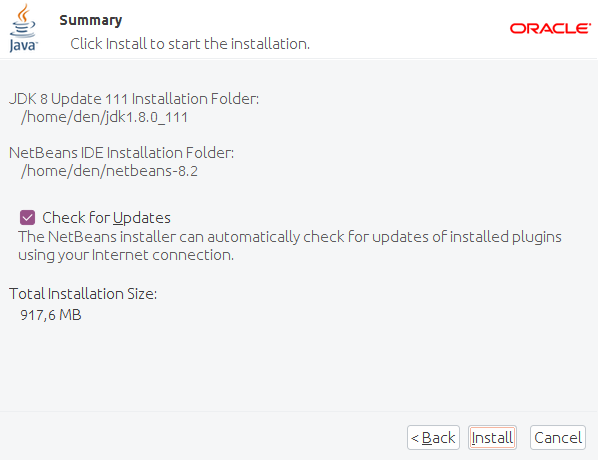 Summary
Click Install to start the installation.
Java
ORACLE
JDK 8 Update 111 Installation Folder:
/home/den/jdk1.8.0_111
NetBeans IDE Installation Folder:
/home/den/netbeans-8.2
Check for Updates
The NetBeans installer can automatically check for updates of installed plugins
using your Internet connection.
Total Installation Size:
917,6 MB
< Back Install Cancel